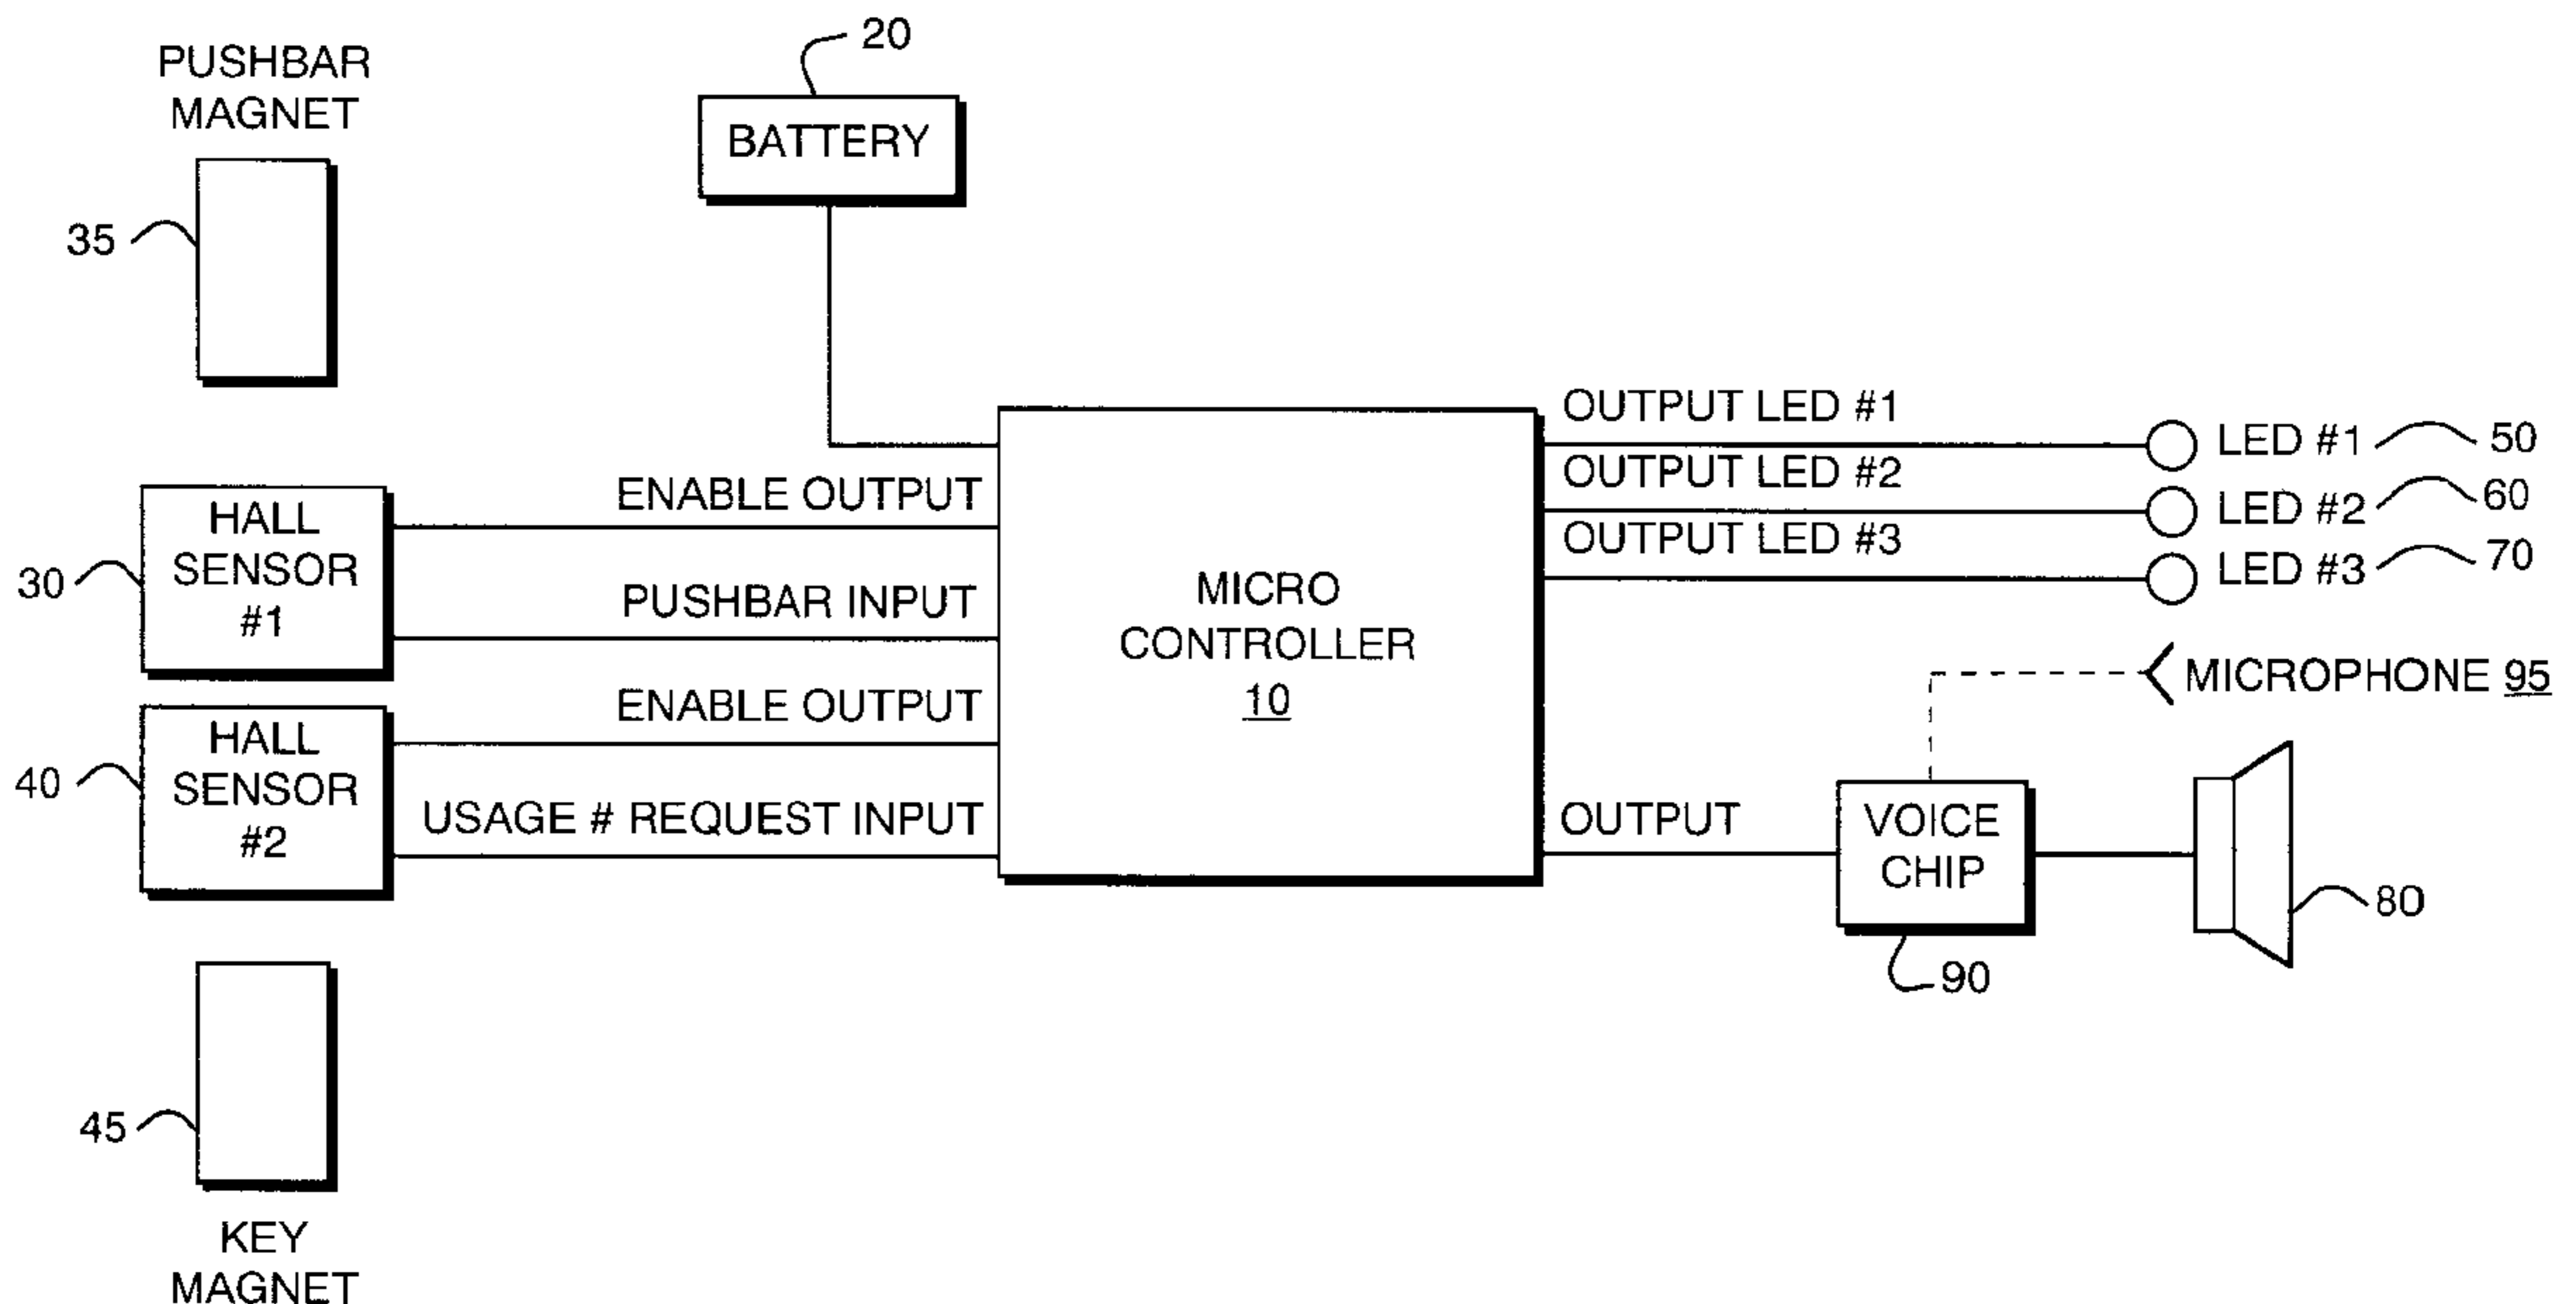 PUSHBAR
MAGNET
35
20
BATTERY
HALL
SENSOR
#1
30
HALL
SENSOR
#2
40
45
KEY
MAGNET
ENABLE OUTPUT
PUSHBAR INPUT
ENABLE OUTPUT
USAGE # REQUEST INPUT
MICRO
CONTROLLER
10
OUTPUT LED #1
OUTPUT LED #2
OUTPUT LED #3
LED #1 50
LED #2 60
LED #3 70
MICROPHONE 95
OUTPUT
VOICE
CHIP
90
80